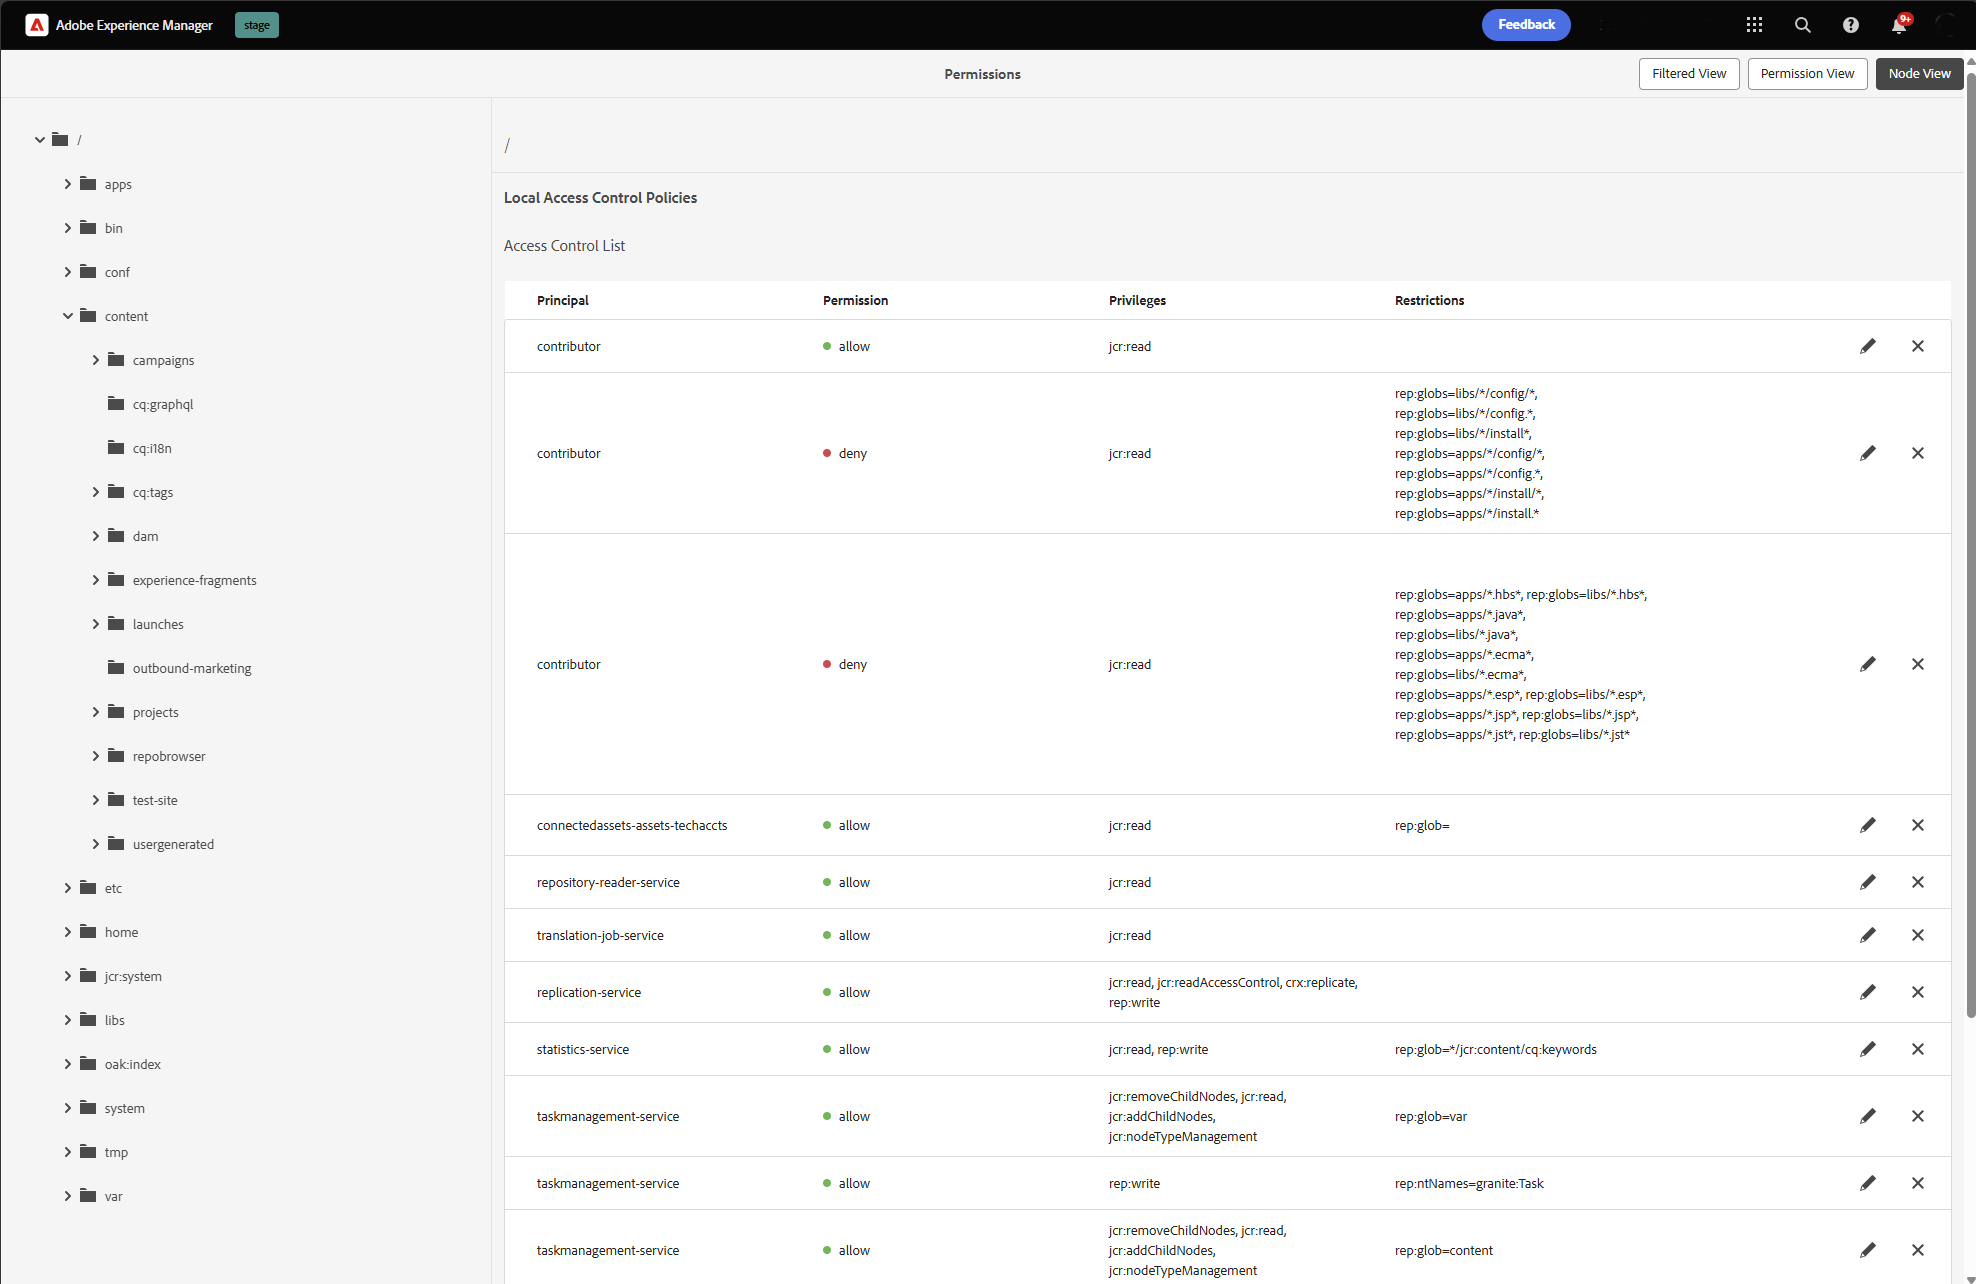 Adobe Experience Manager
stage
Feedback
9+
Permissions
Filtered View
Permission View
Node View
/
apps
bin
conf
content
campaigns
cq:graphql
cq:i18n
cq:tags
dam
experience-fragments
launches
outbound-marketing
projects
repobrowser
test-site
usergenerated
etc
home
jcr:system
libs
oak:index
system
tmp
var
/
Local Access Control Policies
Access Control List
Principal Permission Privileges Restrictions
contributor allow jcr:read
contributor deny jcr:read
rep:globs=libs/*/config/*,
rep:globs=libs/*/config.*,
rep:globs=libs/*/install*,
rep:globs=apps/*/config/*,
rep:globs=apps/*/config.*,
rep:globs=apps/*/install/*,
rep:globs=apps/*/install.*
contributor deny jcr:read
rep:globs=apps/*.hbs*, rep:globs=libs/*.hbs*,
rep:globs=apps/*.java*,
rep:globs=libs/*.java*,
rep:globs=apps/*.ecma*,
rep:globs=libs/*.ecma*,
rep:globs=apps/*.esp*, rep:globs=libs/*.esp*,
rep:globs=apps/*.jsp*, rep:globs=libs/*.jsp*,
rep:globs=apps/*.jst*, rep:globs=libs/*.jst*
connectedassets-assets-techaccts allow jcr:read rep:glob=
repository-reader-service allow jcr:read
translation-job-service allow jcr:read
replication-service allow
jcr:read, jcr:readAccessControl, crx:replicate,
rep:write
statistics-service allow jcr:read, rep:write rep:glob=*/jcr:content/cq:keywords
taskmanagement-service allow
jcr:removeChildNodes, jcr:read,
jcr:addChildNodes,
jcr:nodeTypeManagement
rep:glob=var
taskmanagement-service allow rep:write rep:ntNames=granite:Task
taskmanagement-service allow
jcr:removeChildNodes, jcr:read,
jcr:addChildNodes,
jcr:nodeTypeManagement
rep:glob=content